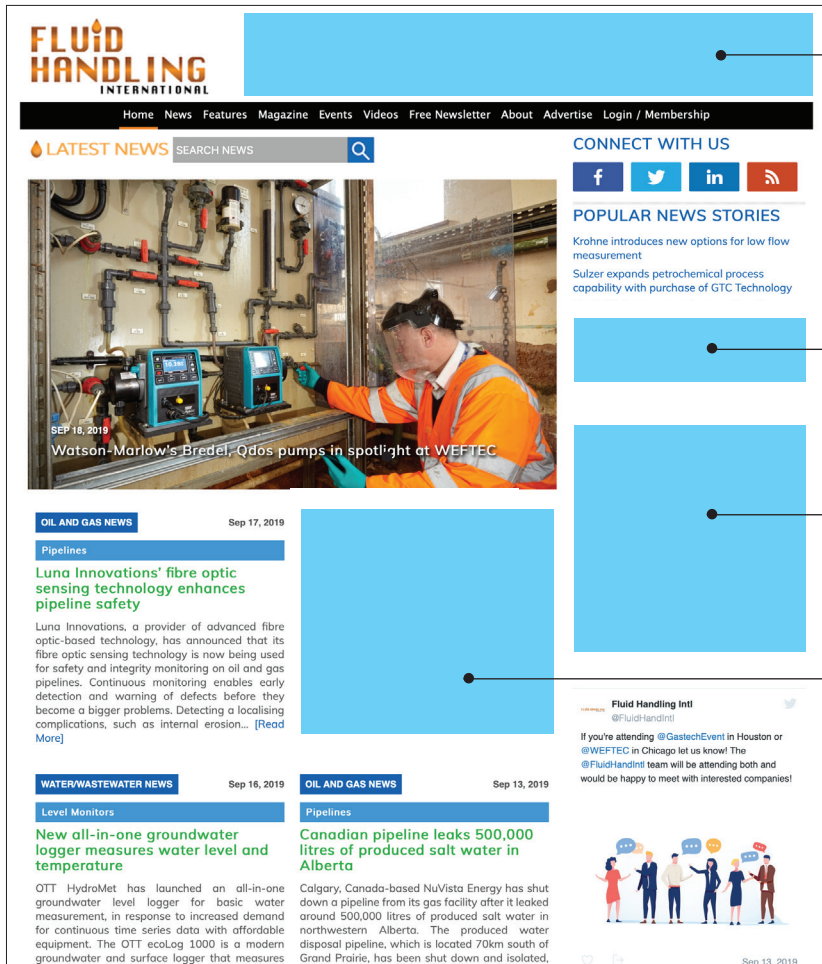 FLUiD
HANDLING
INTERNATIONAL
Home News Features Magazine Events Videos Free Newsletter About Advertise Login / Membership
LATEST NEWS SEARCH NEWS
SEP 18, 2019
Watson-Marlow's Bredel, Qdos pumps in spotlight at WEFTEC
CONNECT WITH US
f in
POPULAR NEWS STORIES
Krohne introduces new options for low flow
measurement
Sulzer expands petrochemical process
capability with purchase of GTC Technology
OIL AND GAS NEWS Sep 17, 2019
Pipelines
Luna Innovations' fibre optic
sensing technology enhances
pipeline safety
Luna Innovations, a provider of advanced fibre
optic-based technology, has announced that its
fibre optic sensing technology is now being used
for safety and integrity monitoring on oil and gas
pipelines. Continuous monitoring enables early
detection and warning of defects before they
become a bigger problems. Detecting a localising
complications, such as internal erosion... [Read
More]
WATER/WASTEWATER NEWS Sep 16, 2019
Level Monitors
New all-in-one groundwater
logger measures water level and
temperature
OTT HydroMet has launched an all-in-one
groundwater level logger for basic water
measurement, in response to increased demand
for continuous time series data with affordable
equipment. The OTT ecoLog 1000 is a modern
groundwater and surface logger that measures
OIL AND GAS NEWS Sep 13, 2019
Pipelines
Canadian pipeline leaks 500,000
litres of produced salt water in
Alberta
Calgary, Canada-based NuVista Energy has shut
down a pipeline from its gas facility after it leaked
around 500,000 litres of produced salt water in
northwestern Alberta. The produced water
disposal pipeline, which is located 70km south of
Grand Prairie, has been shut down and isolated,
Fluid Handling Intl
@FluidHandIntl
If you're attending @GastechEvent in Houston or
@WEFTEC in Chicago let us know! The
@FluidHandIntl team will be attending both and
would be happy to meet with interested companies!
Sep 13, 2019